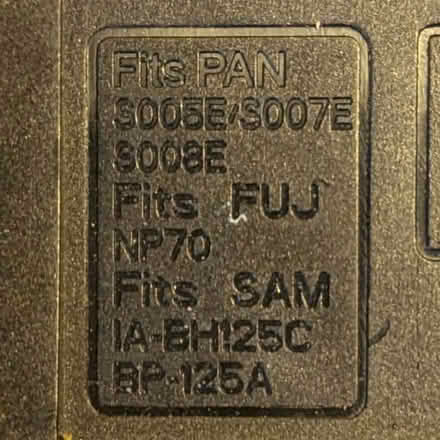 Fits PAN
S005E/S007E
S008E
Fits FUJ
NP70
Fits SAM
IA-BH125C
BP-125A